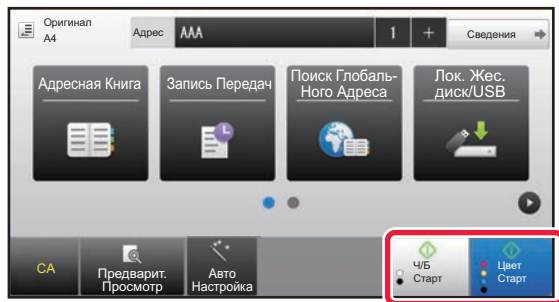 Оригинал
A4
Адрес
AAA
1
+
Сведения
Адресная Книга
Запись Передач
Поиск Глобаль-
Ного Адреса
Лок. Жес.
диск/USB
CA
Предварит.
Просмотр
Авто
Настройка
Ч/Б
Старт
Цвет
Старт